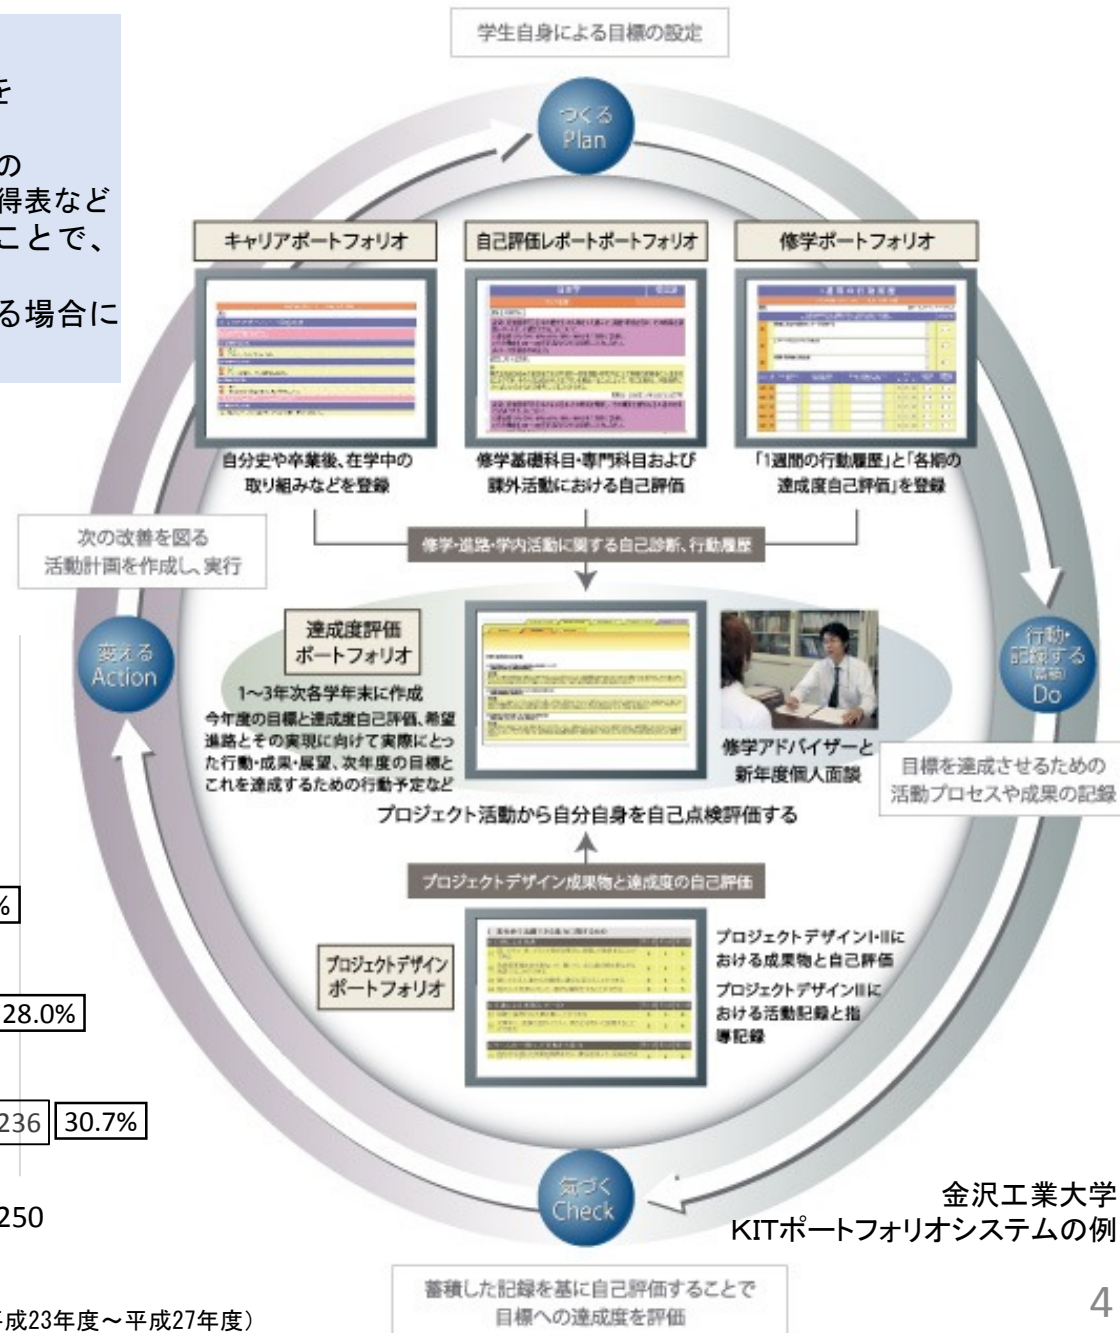 を
の
得表など
ことで、
る場合に
学生自身による目標の設定
つくる
Plan
キャリアポートフォリオ
自己評価レポートポートフォリオ
修学ポートフォリオ
1週間の行動履歴
自分史や卒業後、在学中の
取り組みなどを登録
修学基礎科目・専門科目および
課外活動における自己評価
「1週間の行動履歴」と「各期の
達成度自己評価」を登録
次の改善を図る
活動計画を作成し、実行
修学・進路・学内活動に関する自己診断、行動履歴
変える
Action
達成度評価
ポートフォリオ
1～3年次各学年末に作成
今年度の目標と達成度自己評価、希望
進路とその実現に向けて実際にとっ
た行動・成果・展望、次年度の目標と
これを達成するための行動予定など
修学アドバイザーと
新年度個人面談
行動・
記録する
(蓄積)
Do
目標を達成させるための
活動プロセスや成果の記録
プロジェクト活動から自分自身を自己点検評価する
プロジェクトデザイン成果物と達成度の自己評価
プロジェクトデザイン
ポートフォリオ
プロジェクトデザインI・IIに
おける成果物と自己評価
プロジェクトデザインIIIに
おける活動記録と指
導記録
%
28.0%
236
30.7%
250
気づく
Check
金沢工業大学
KITポートフォリオシステムの例
蓄積した記録を基に自己評価することで
目標への達成度を評価
平成23年度～平成27年度）
4